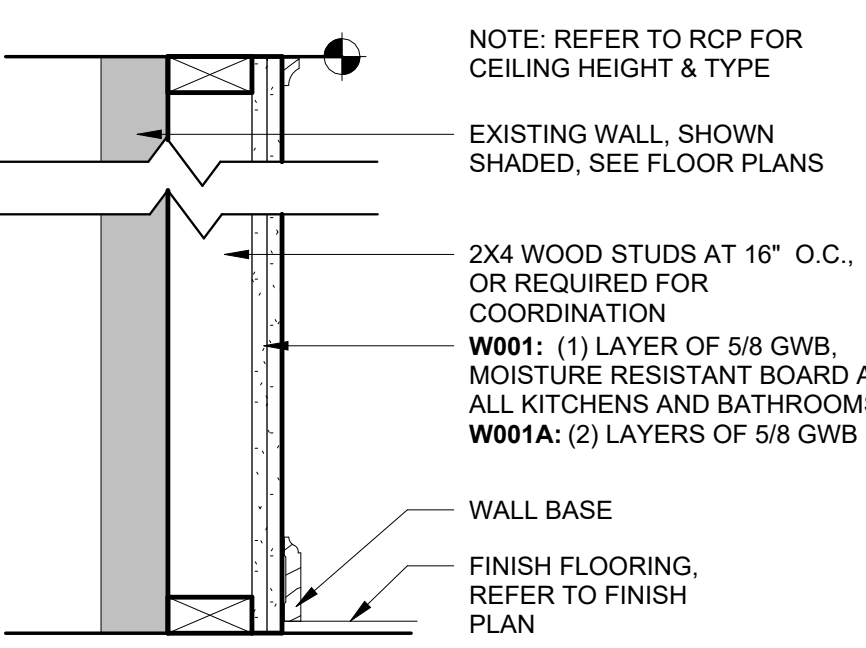 NOTE: REFER TO RCP FOR
CEILING HEIGHT & TYPE
EXISTING WALL, SHOWN
SHADED, SEE FLOOR PLANS
2X4 WOOD STUDS AT 16" O.C.,
OR REQUIRED FOR
COORDINATION
W001: (1) LAYER OF 5/8 GWB,
MOISTURE RESISTANT BOARD
ALL KITCHENS AND BATHROOMS
W001A: (2) LAYERS OF 5/8 GWB
WALL BASE
FINISH FLOORING,
REFER TO FINISH
PLAN